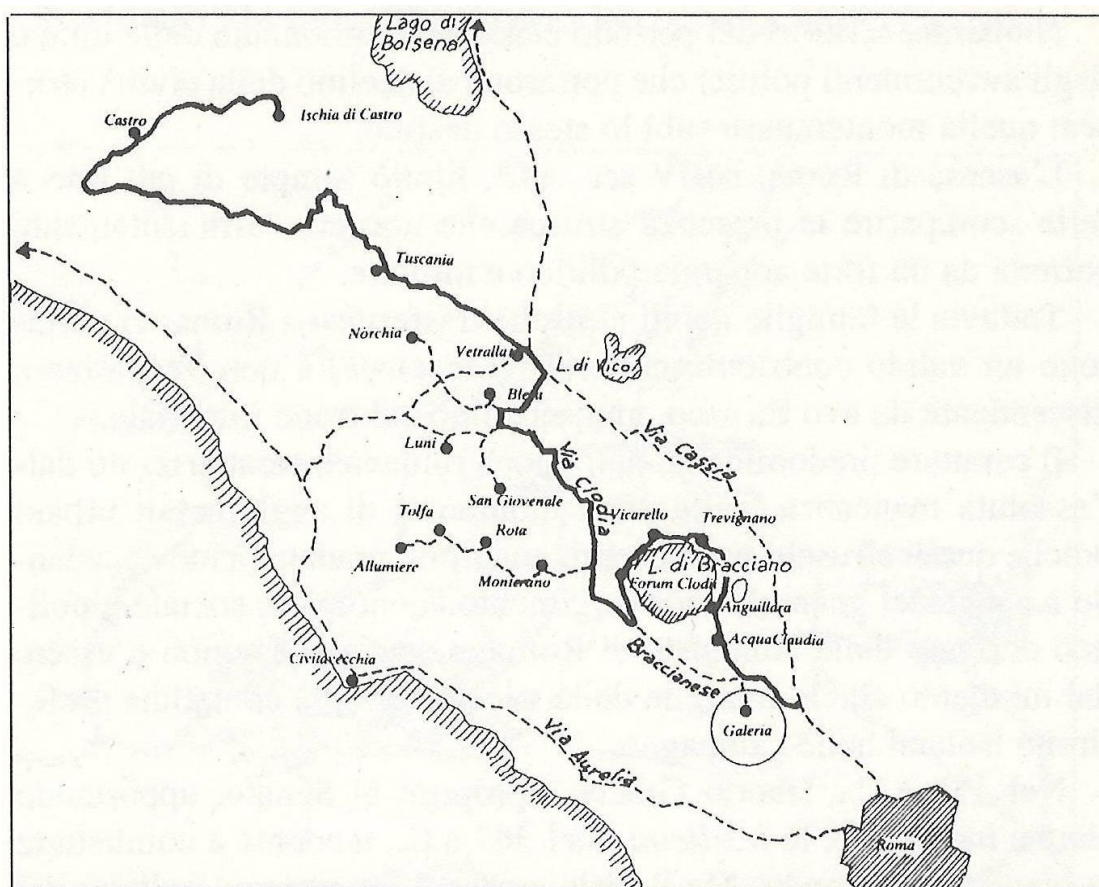 Lago di
Bolsena
Castro
Ischia di Castro
Tuscania
Norchia
Vetralla
L. di Vico
Blera
Luni
Via Clodia
Via Cassia
San Giovenale
Tolfa
Rota
Vicarello
Trevignano
Allumiere
Monterano
L. di Bracciano
Forum Clodii
Anguillara
Acqua Claudia
Braccianese
Civitavecchia
Galeria
Via Aurelia
Roma